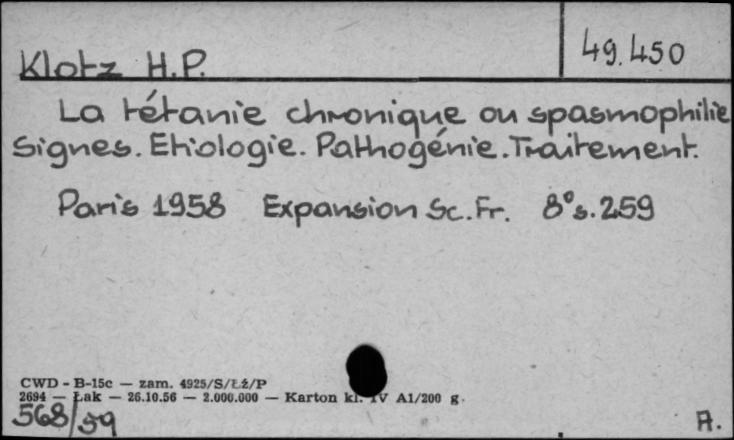 49.450
Klotz H.P.
La tétanie chronique ou spasmophilie
Signes. Etiologie. Pathogénie. Traitement.
Paris 1958 Expansion Sc. Fr. 8° s. 259
CWD - B-15c — zam. 4925/S/Łż/P
2694 — Łak — 26.10.56 — 2.000.000 — Karton kl. IV A1/200 g.
568/59
A.